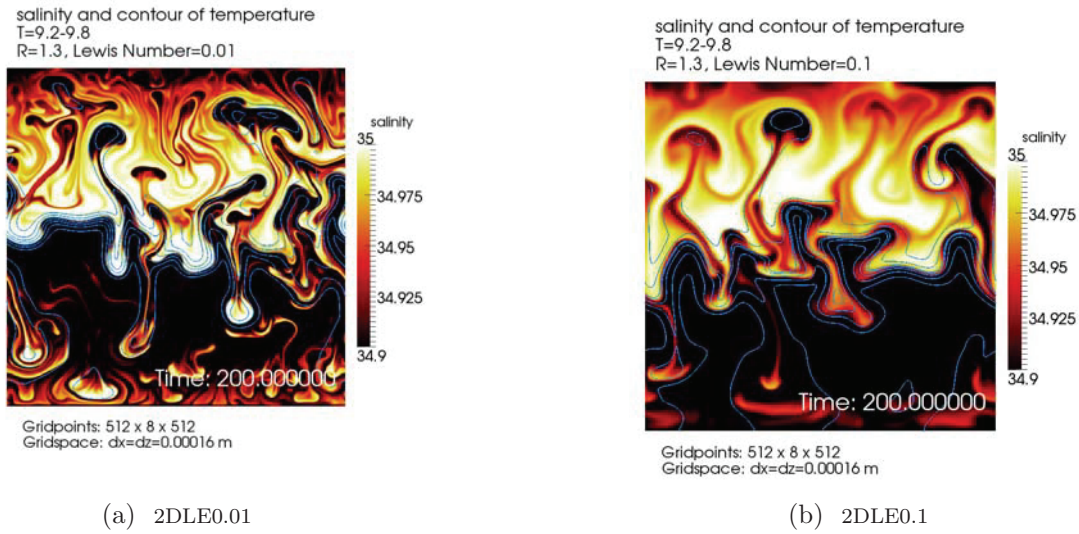 salinity and contour of temperature
T=9.2-9.8
R=1.3, Lewis Number=0.01
salinity
35
34.975
34.95
34.925
34.9
Time: 200.000000
Gridpoints: 512 x 8 x 512
Gridspace: dx=dz=0.00016 m
(a) 2DLE0.01
salinity and contour of temperature
T=9.2-9.8
R=1.3, Lewis Number=0.1
salinity
35
34.975
34.95
34.925
34.9
Time: 200.000000
Gridpoints: 512 x 8 x 512
Gridspace: dx=dz=0.00016 m
(b) 2DLE0.1